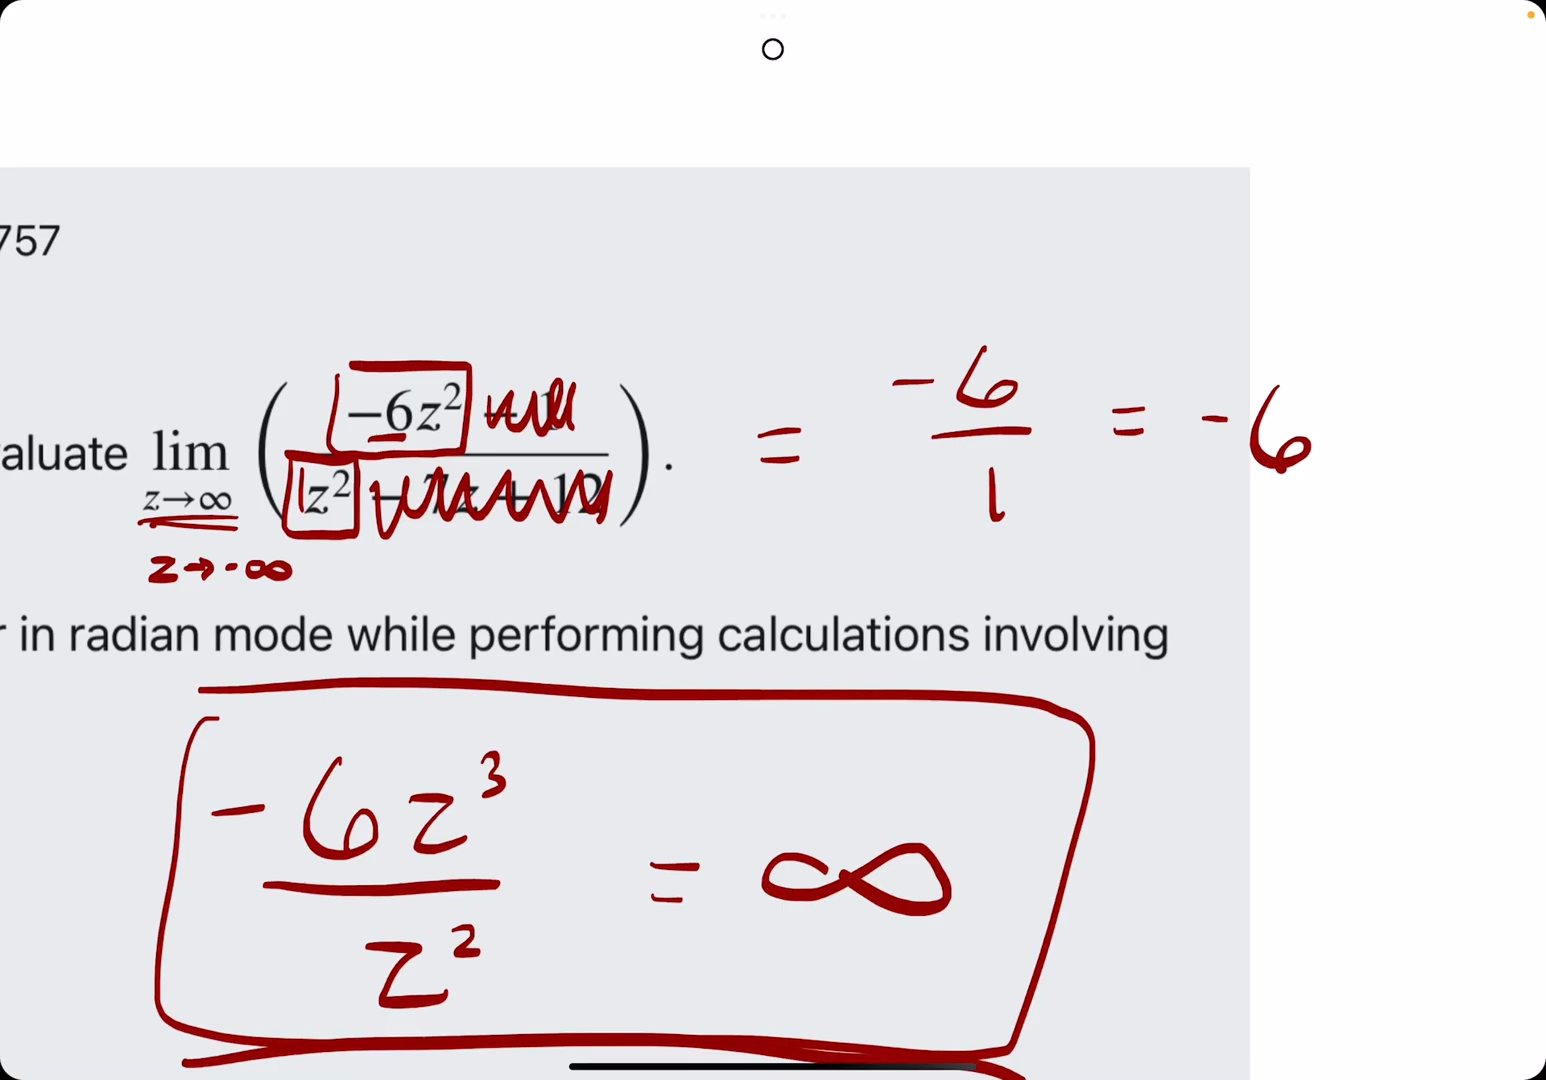 757
aluate lim z→∞ ( −6z² / 1z² ) . = -6 / 1 = -6
z→-∞
r in radian mode while performing calculations involving
-6z³ / z² = ∞